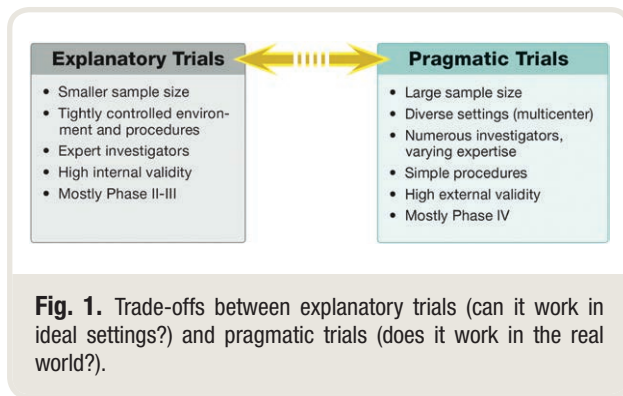 Explanatory Trials
• Smaller sample size
• Tightly controlled environ-
ment and procedures
• Expert investigators
• High internal validity
• Mostly Phase II-III
Pragmatic Trials
• Large sample size
• Diverse settings (multicenter)
• Numerous investigators,
varying expertise
• Simple procedures
• High external validity
• Mostly Phase IV
Fig. 1. Trade-offs between explanatory trials (can it work in
ideal settings?) and pragmatic trials (does it work in the real
world?).